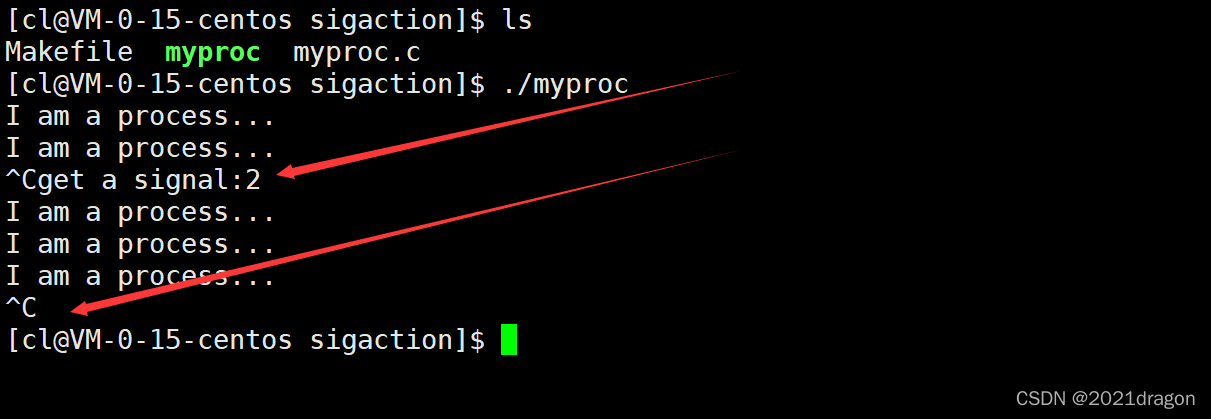 [cl@VM-0-15-centos sigaction]$ ls
Makefile  myproc  myproc.c
[cl@VM-0-15-centos sigaction]$ ./myproc
I am a process...
I am a process...
^Cget a signal:2
I am a process...
I am a process...
I am a process...
^C
[cl@VM-0-15-centos sigaction]$
CSDN @2021dragon